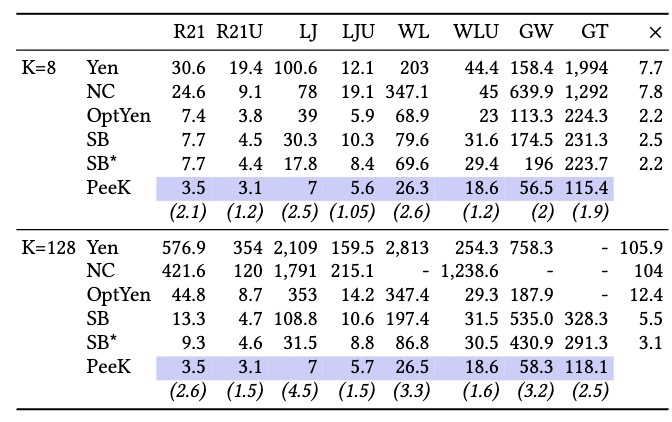 R21 R21U LJ LJU WL WLU GW GT ×
K=8 Yen 30.6 19.4 100.6 12.1 203 44.4 158.4 1,994 7.7
NC 24.6 9.1 78 19.1 347.1 45 639.9 1,292 7.8
OptYen 7.4 3.8 39 5.9 68.9 23 113.3 224.3 2.2
SB 7.7 4.5 30.3 10.3 79.6 31.6 174.5 231.3 2.5
SB* 7.7 4.4 17.8 8.4 69.6 29.4 196 223.7 2.2
PeeK 3.5 3.1 7 5.6 26.3 18.6 56.5 115.4
(2.1) (1.2) (2.5) (1.05) (2.6) (1.2) (2) (1.9)
K=128 Yen 576.9 354 2,109 159.5 2,813 254.3 758.3 - 105.9
NC 421.6 120 1,791 215.1 - 1,238.6 - - 104
OptYen 44.8 8.7 353 14.2 347.4 29.3 187.9 - 12.4
SB 13.3 4.7 108.8 10.6 197.4 31.5 535.0 328.3 5.5
SB* 9.3 4.6 31.5 8.8 86.8 30.5 430.9 291.3 3.1
PeeK 3.5 3.1 7 5.7 26.5 18.6 58.3 118.1
(2.6) (1.5) (4.5) (1.5) (3.3) (1.6) (3.2) (2.5)